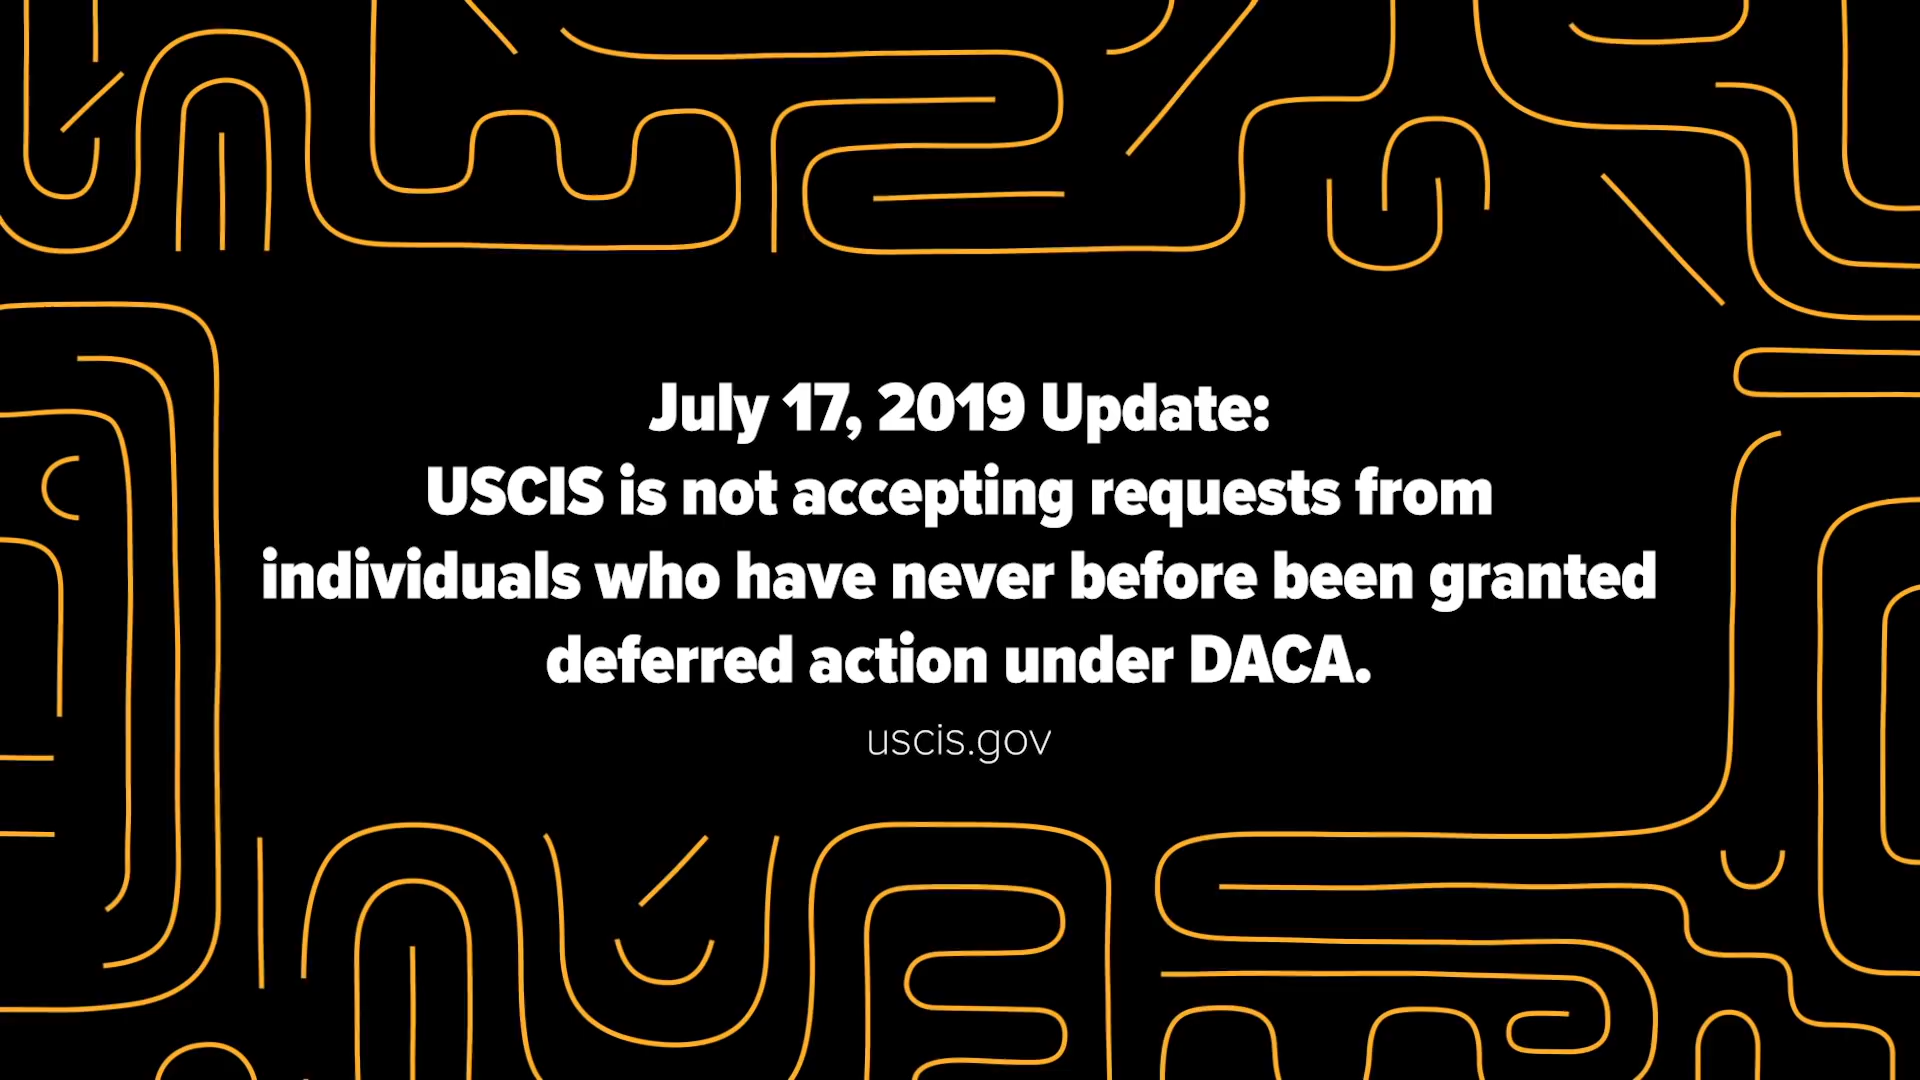 July 17, 2019 Update:
USCIS is not accepting requests from
individuals who have never before been granted
deferred action under DACA.
uscis.gov